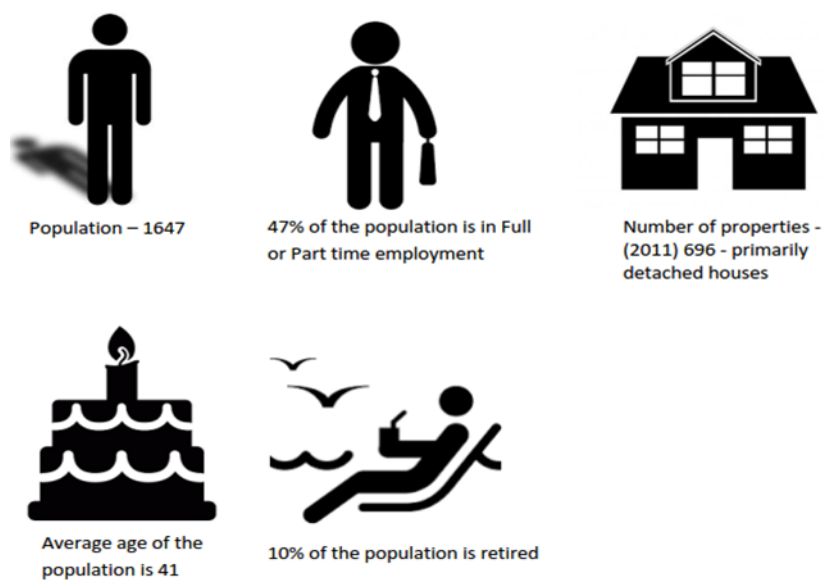 Population – 1647
47% of the population is in Full
or Part time employment
Number of properties -
(2011) 696 - primarily
detached houses
Average age of the
population is 41
10% of the population is retired